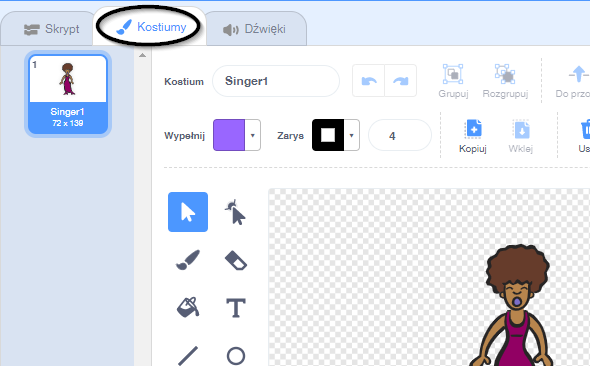 Skrypt
Kostiumy
Dźwięki
1
Singer1
72 x 139
Kostium
Singer1
Grupuj
Rozgrupuj
Do przo
Wypełnij
Zarys
4
Kopiuj
Wklej
Us
T